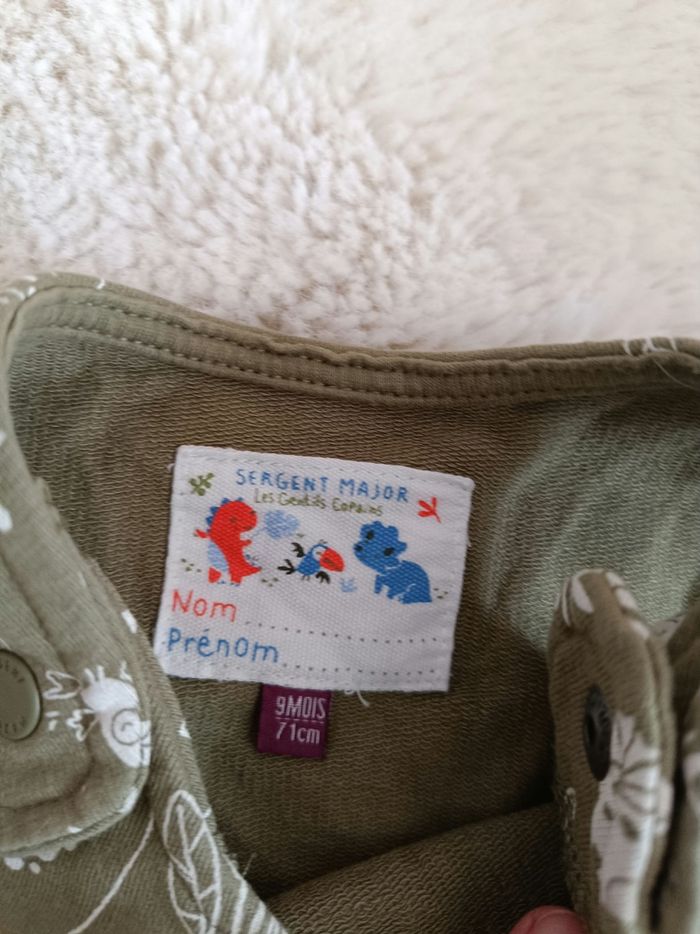 SERGENT MAJOR
Les Gentils Copains
Nom
Prénom
9MOIS
71cm